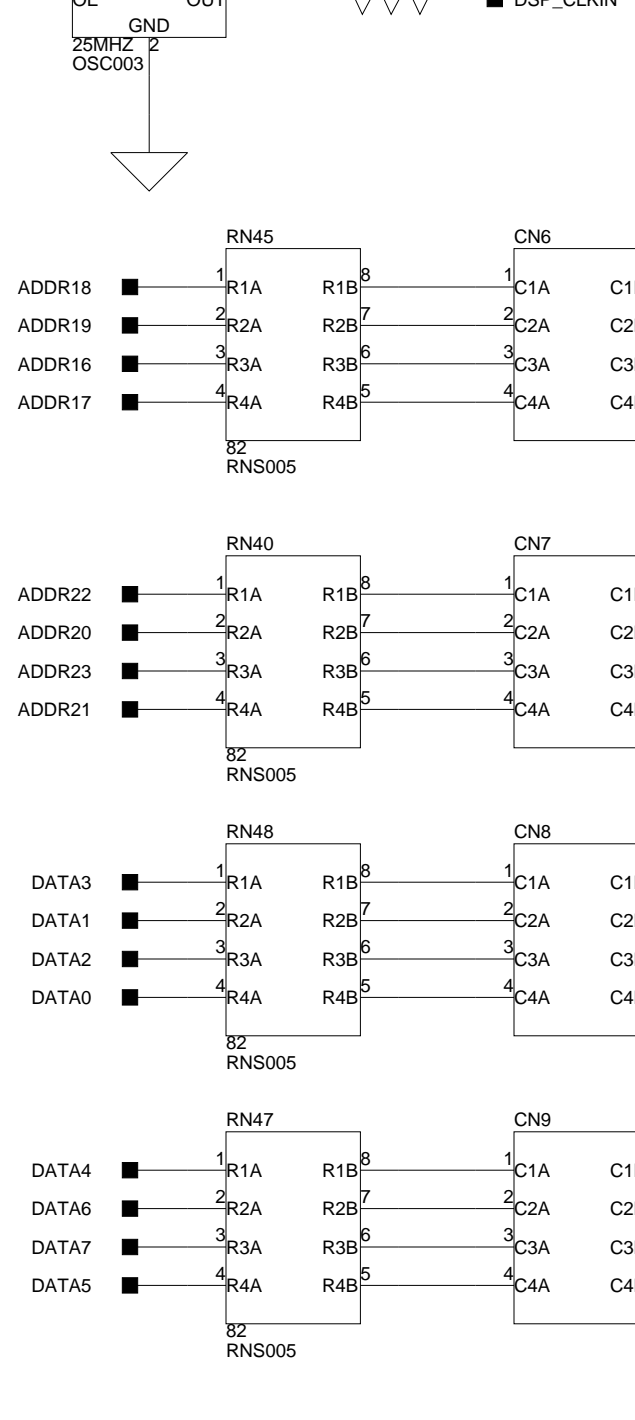 OE OUT DSP_CLKIN
GND
25MHZ 2
OSC003
RN45 CN6
ADDR18 1 R1A R1B 8 1 C1A
ADDR19 2 R2A R2B 7 2 C2A
ADDR16 3 R3A R3B 6 3 C3A
ADDR17 4 R4A R4B 5 4 C4A
82
RNS005
RN40 CN7
ADDR22 1 R1A R1B 8 1 C1A
ADDR20 2 R2A R2B 7 2 C2A
ADDR23 3 R3A R3B 6 3 C3A
ADDR21 4 R4A R4B 5 4 C4A
82
RNS005
RN48 CN8
DATA3 1 R1A R1B 8 1 C1A
DATA1 2 R2A R2B 7 2 C2A
DATA2 3 R3A R3B 6 3 C3A
DATA0 4 R4A R4B 5 4 C4A
82
RNS005
RN47 CN9
DATA4 1 R1A R1B 8 1 C1A
DATA6 2 R2A R2B 7 2 C2A
DATA7 3 R3A R3B 6 3 C3A
DATA5 4 R4A R4B 5 4 C4A
82
RNS005